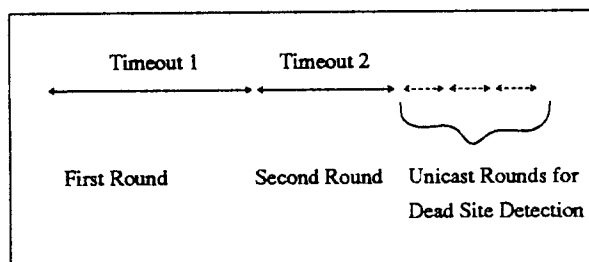 Timeout 1 Timeout 2
First Round Second Round Unicast Rounds for
Dead Site Detection